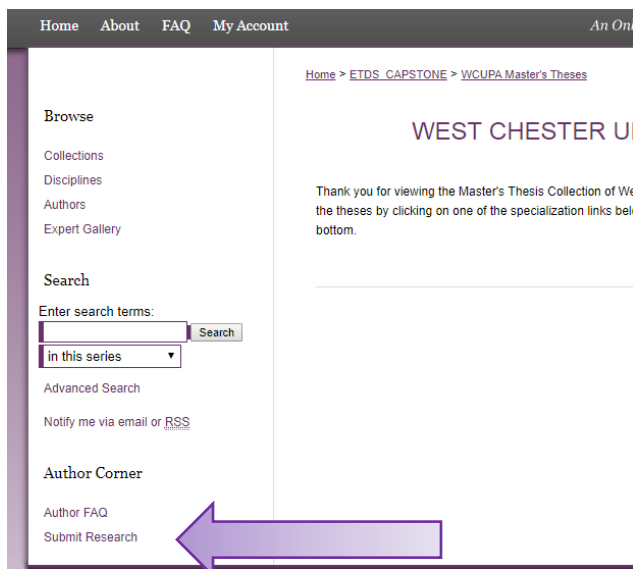 Home About FAQ My Account An
Home > ETDS_CAPSTONE > WCUPA Master's Theses
Browse
Collections
Disciplines
Authors
Expert Gallery
Search
Enter search terms:
Search
in this series
Advanced Search
Notify me via email or RSS
Author Corner
Author FAQ
Submit Research
WEST CHESTER
Thank you for viewing the Master's Thesis Collection of
the theses by clicking on one of the specialization links
bottom.